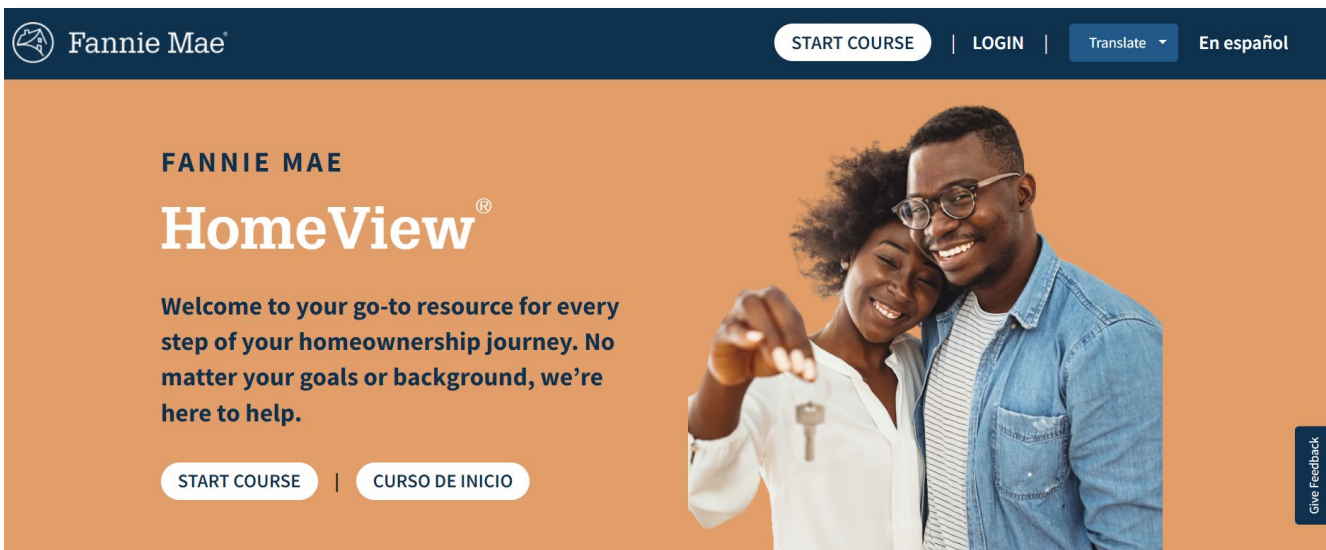 Fannie Mae®
START COURSE | LOGIN | Translate En español
FANNIE MAE
HomeView®
Welcome to your go-to resource for every
step of your homeownership journey. No
matter your goals or background, we’re
here to help.
START COURSE | CURSO DE INICIO
Give Feedback